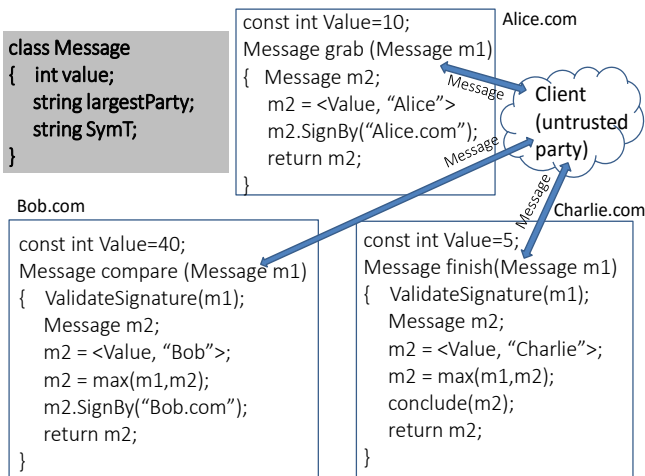 class Message
{ int value;
string largestParty;
string SymT;
}
const int Value=10;
Message grab (Message m1)
{ Message m2;
m2 = <Value, “Alice”>
m2.SignBy(“Alice.com”);
return m2;
}
Alice.com
Message
Client
(untrusted
party)
Message
Message
Bob.com
const int Value=40;
Message compare (Message m1)
{ ValidateSignature(m1);
Message m2;
m2 = <Value, “Bob”>;
m2 = max(m1,m2);
m2.SignBy(“Bob.com”);
return m2;
}
Charlie.com
const int Value=5;
Message finish(Message m1)
{ ValidateSignature(m1);
Message m2;
m2 = <Value, “Charlie”>;
m2 = max(m1,m2);
conclude(m2);
return m2;
}